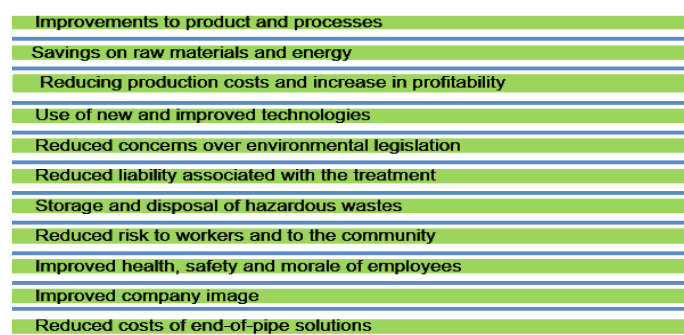 Improvements to product and processes
Savings on raw materials and energy
Reducing production costs and increase in profitability
Use of new and improved technologies
Reduced concerns over environmental legislation
Reduced liability associated with the treatment
Storage and disposal of hazardous wastes
Reduced risk to workers and to the community
Improved health, safety and morale of employees
Improved company image
Reduced costs of end-of-pipe solutions